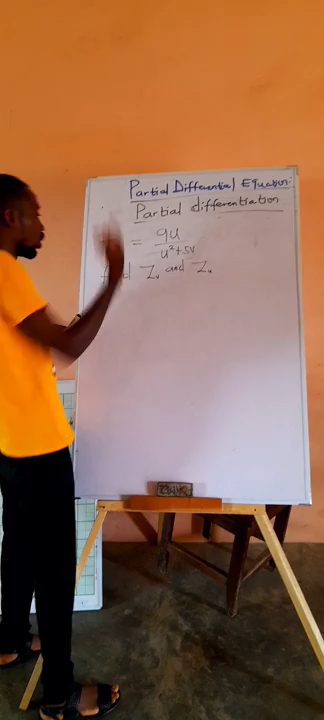 Partial Differential Equation.
Partial differentiation
= 9u / u²+5v
find Z_v and Z_u